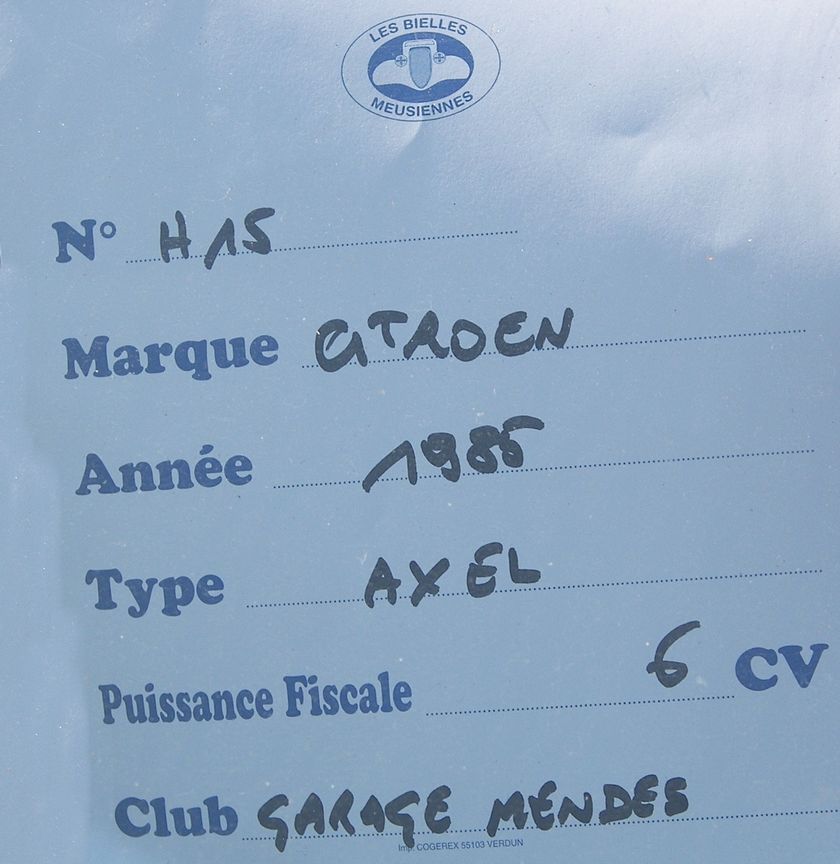 LES BIELLES
MEUSIENNES
N° H15
Marque CITROEN
Année 1985
Type AXEL
Puissance Fiscale 6 CV
Club GARAGE MENDES
Imp. COGEREX 55103 VERDUN